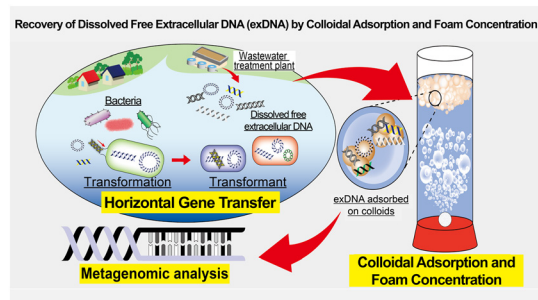 Recovery of Dissolved Free Extracellular DNA (exDNA) by Colloidal Adsorption and Foam Concentration
Wastewater
treatment plant
Bacteria
Dissolved free
extracellular DNA
Transformation
Transformant
Horizontal Gene Transfer
exDNA adsorbed
on colloids
Metagenomic analysis
Colloidal Adsorption and
Foam Concentration